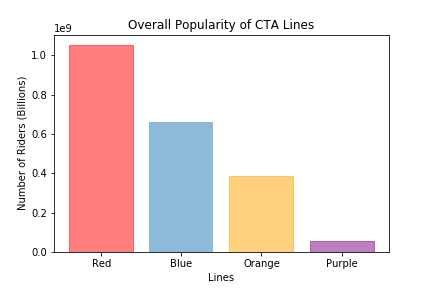 Overall Popularity of CTA Lines
1e9
Number of Riders (Billions)
1.0
0.8
0.6
0.4
0.2
0.0
Red Blue Orange Purple
Lines